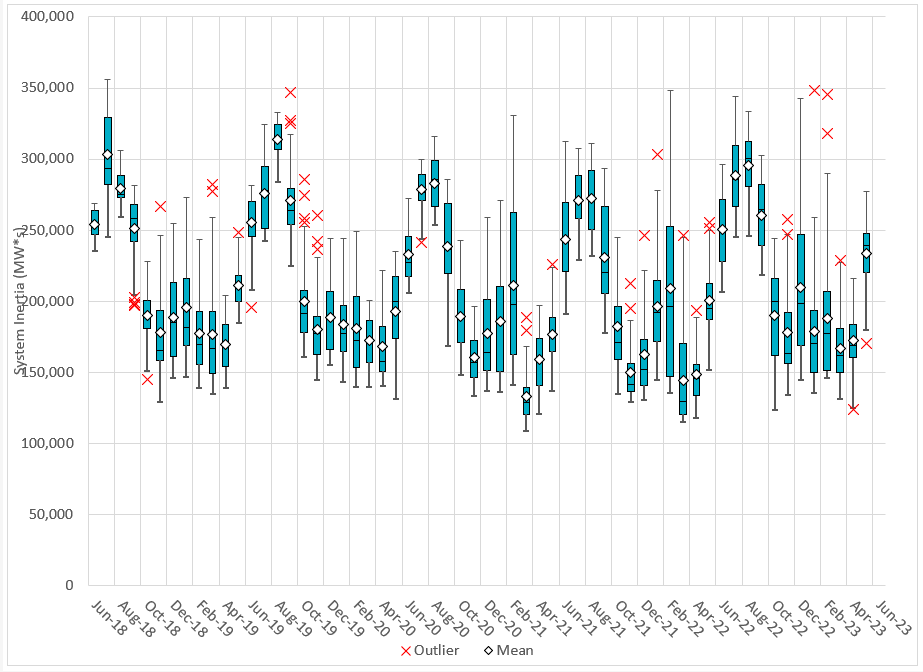 400,000
350,000
300,000
250,000
200,000
150,000
100,000
50,000
0
System Inertia (MW*s)
Jun-18
Aug-18
Oct-18
Dec-18
Feb-19
Apr-19
Jun-19
Aug-19
Oct-19
Dec-19
Feb-20
Apr-20
Jun-20
Aug-20
Oct-20
Dec-20
Feb-21
Apr-21
Jun-21
Aug-21
Oct-21
Dec-21
Feb-22
Apr-22
Jun-22
Aug-22
Oct-22
Dec-22
Feb-23
Apr-23
Jun-23
Outlier Mean